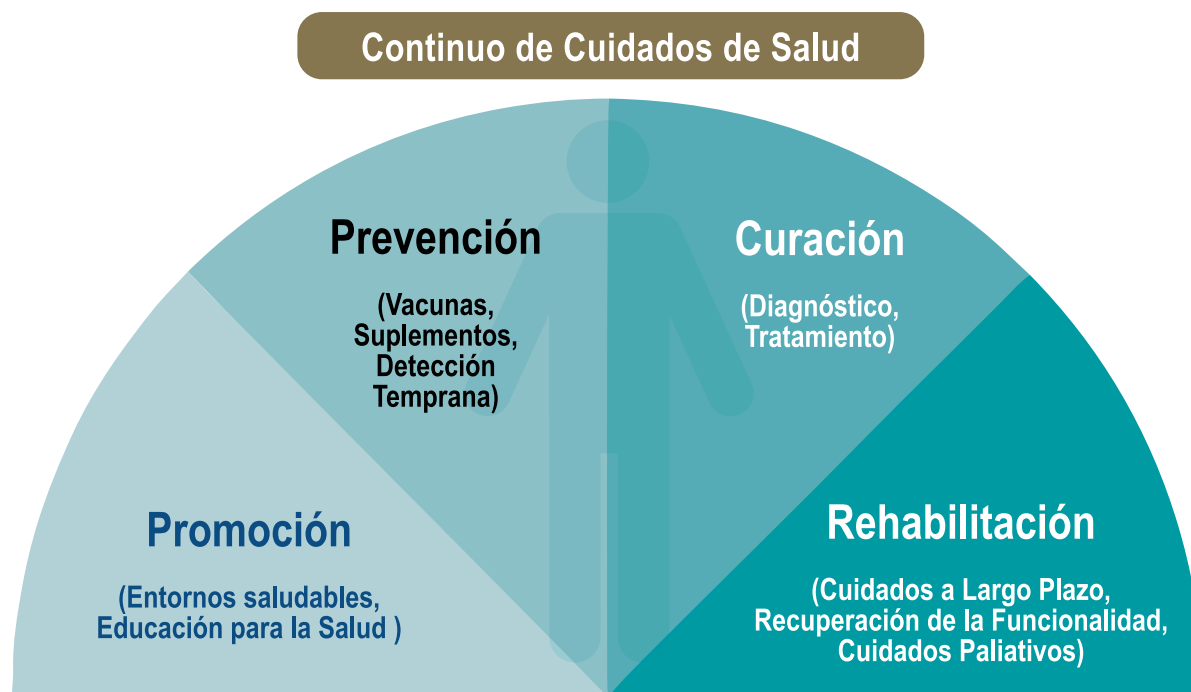 Continuo de Cuidados de Salud
Prevención
(Vacunas,
Suplementos,
Detección
Temprana)
Curación
(Diagnóstico,
Tratamiento)
Promoción
(Entornos saludables,
Educación para la Salud )
Rehabilitación
(Cuidados a Largo Plazo,
Recuperación de la Funcionalidad,
Cuidados Paliativos)